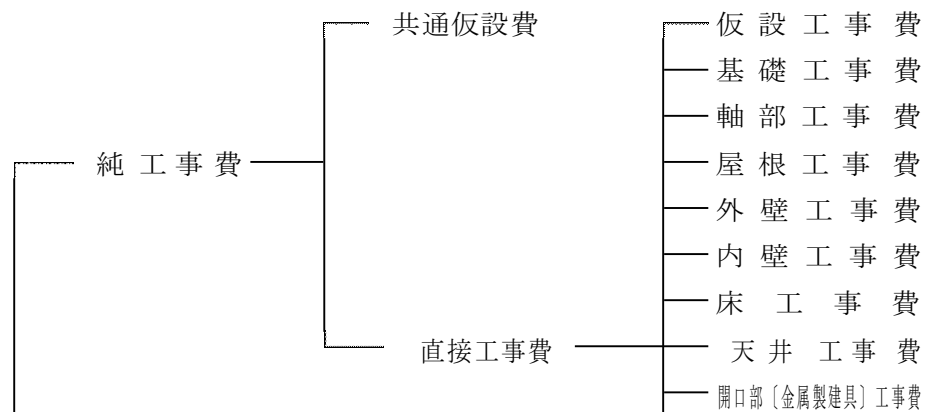 共通仮設費
仮設工事費
基礎工事費
軸部工事費
純工事費
屋根工事費
外壁工事費
内壁工事費
床工事費
直接工事費
天井工事費
開口部〔金属製建具〕工事費